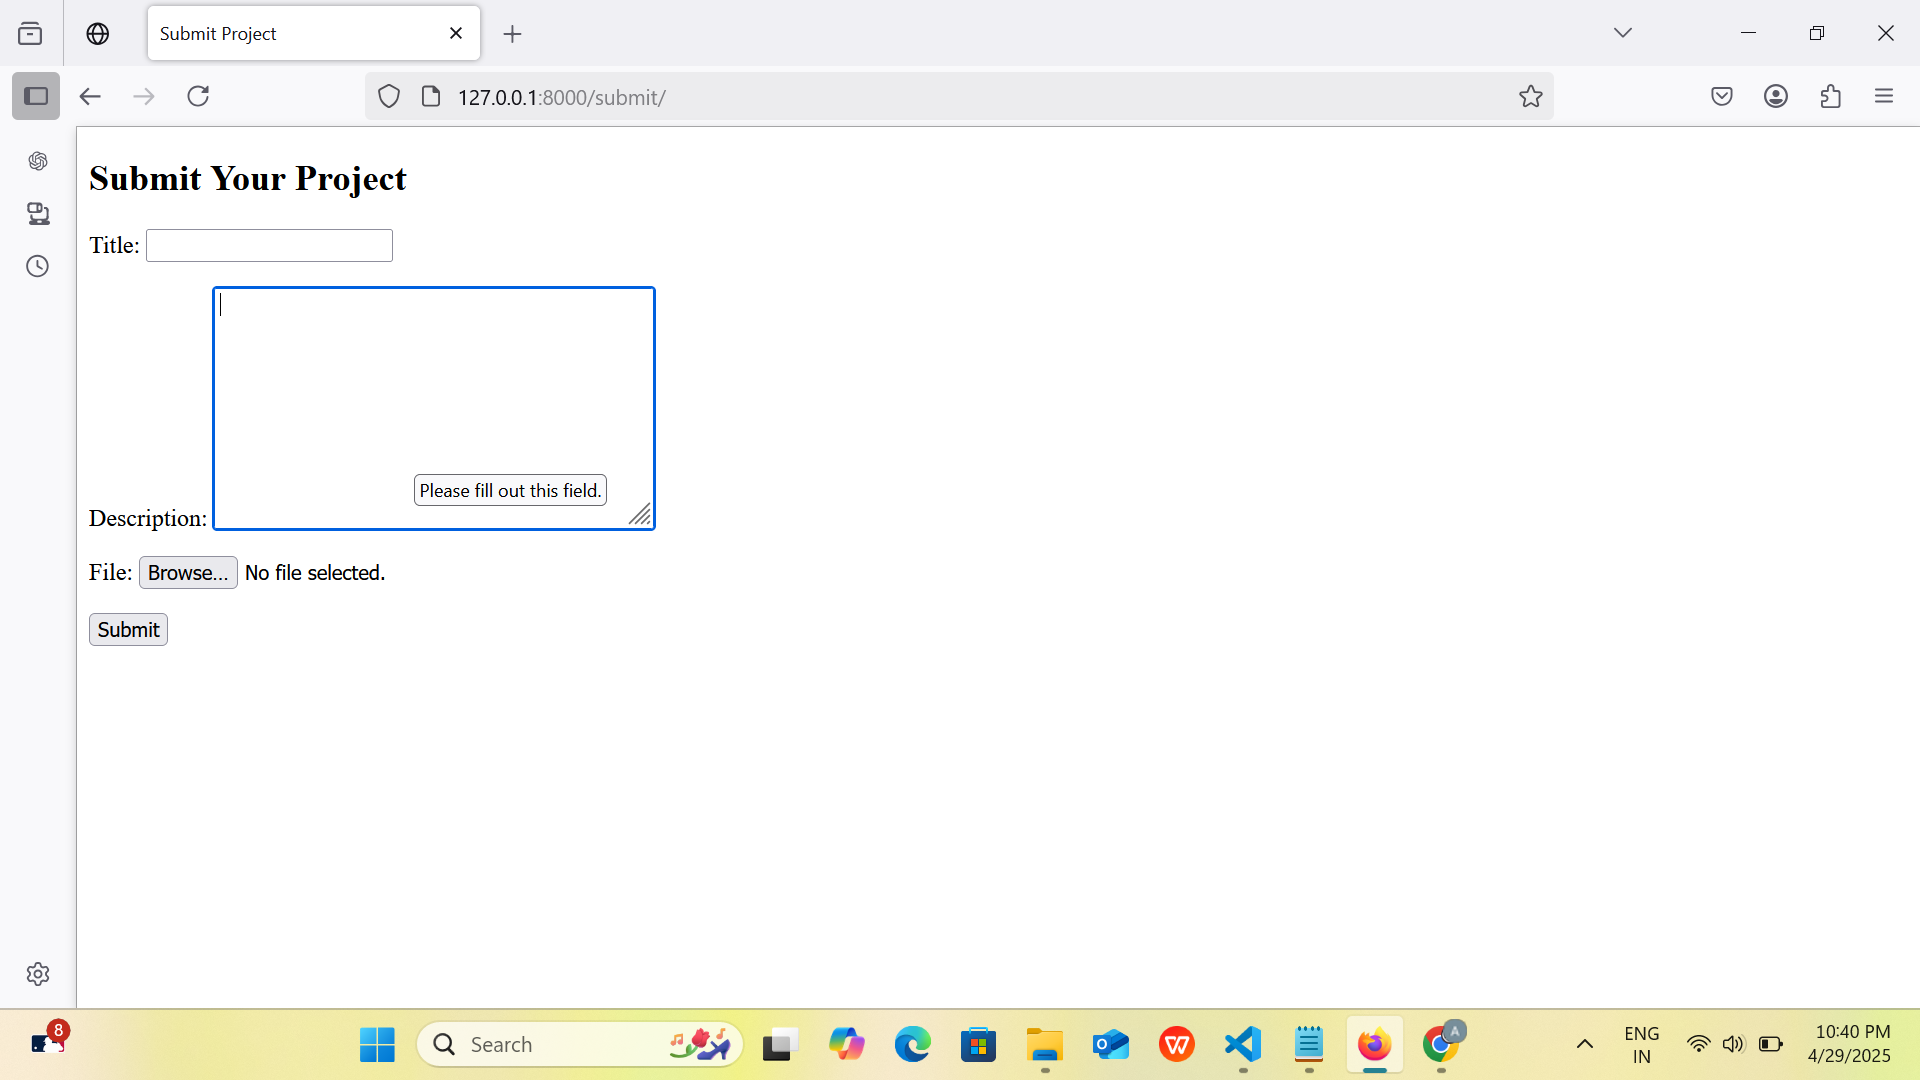 Submit Project
127.0.0.1:8000/submit/
Submit Your Project
Title:
Please fill out this field.
Description:
File: Browse... No file selected.
Submit
8
Search
A
ENG
IN
10:40 PM
4/29/2025